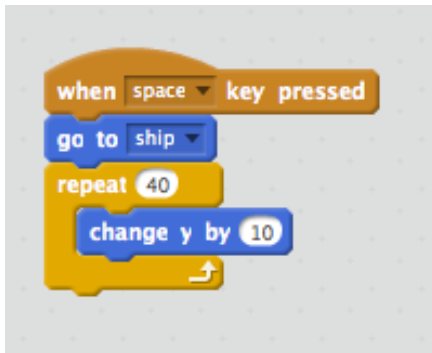 when space key pressed
go to ship
repeat 40
change y by 10